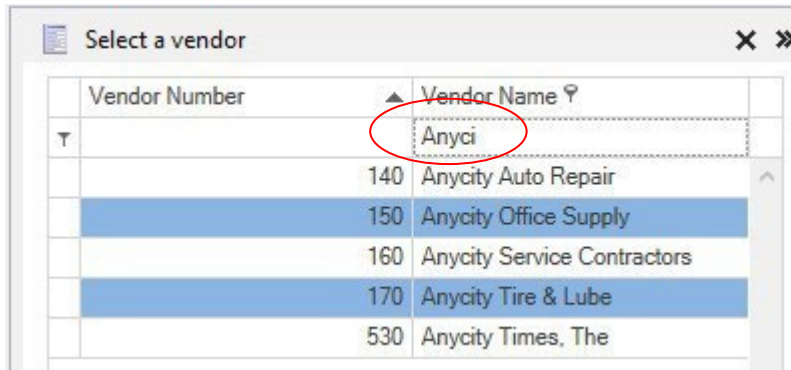 Select a vendor
Vendor Number Vendor Name
Anyci
140 Anycity Auto Repair
150 Anycity Office Supply
160 Anycity Service Contractors
170 Anycity Tire & Lube
530 Anycity Times, The